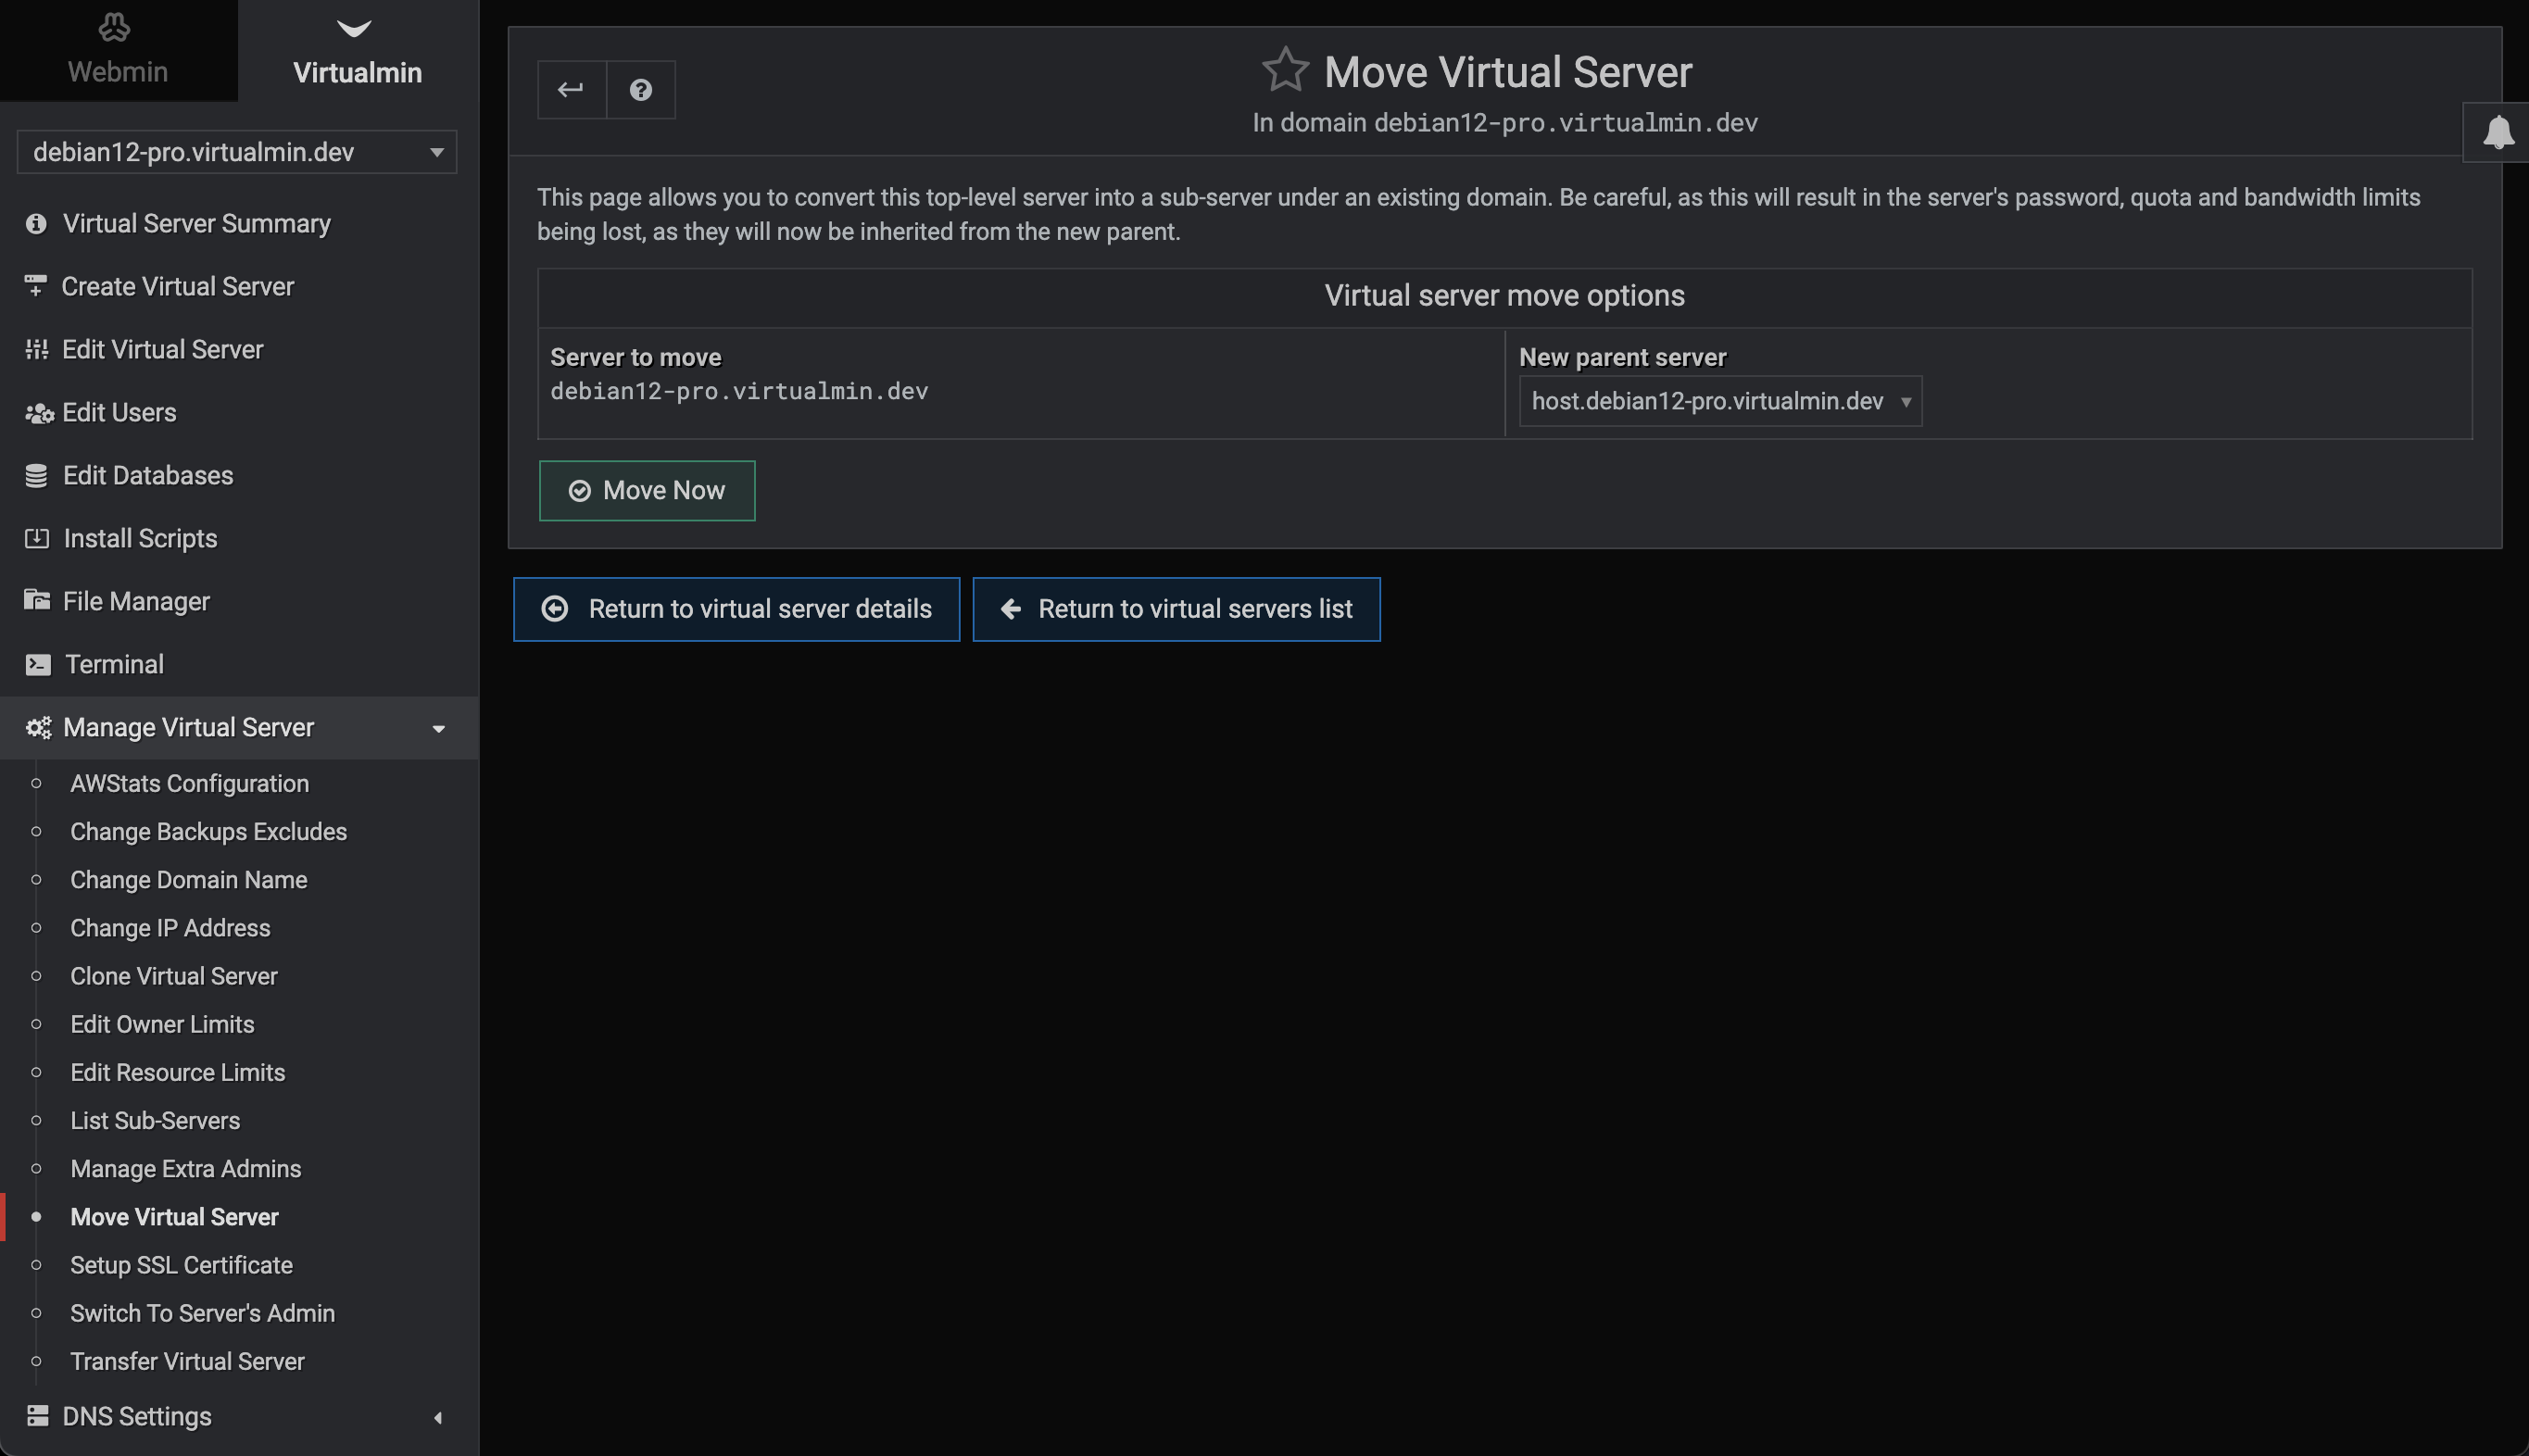 Webmin
Virtualmin
debian12-pro.virtualmin.dev
Virtual Server Summary
Create Virtual Server
Edit Virtual Server
Edit Users
Edit Databases
Install Scripts
File Manager
Terminal
Manage Virtual Server
AWStats Configuration
Change Backups Excludes
Change Domain Name
Change IP Address
Clone Virtual Server
Edit Owner Limits
Edit Resource Limits
List Sub-Servers
Manage Extra Admins
Move Virtual Server
Setup SSL Certificate
Switch To Server's Admin
Transfer Virtual Server
DNS Settings
Move Virtual Server
In domain debian12-pro.virtualmin.dev
This page allows you to convert this top-level server into a sub-server under an existing domain. Be careful, as this will result in the server's password, quota and bandwidth limits
being lost, as they will now be inherited from the new parent.
Virtual server move options
Server to move
debian12-pro.virtualmin.dev
New parent server
host.debian12-pro.virtualmin.dev
Move Now
Return to virtual server details
Return to virtual servers list